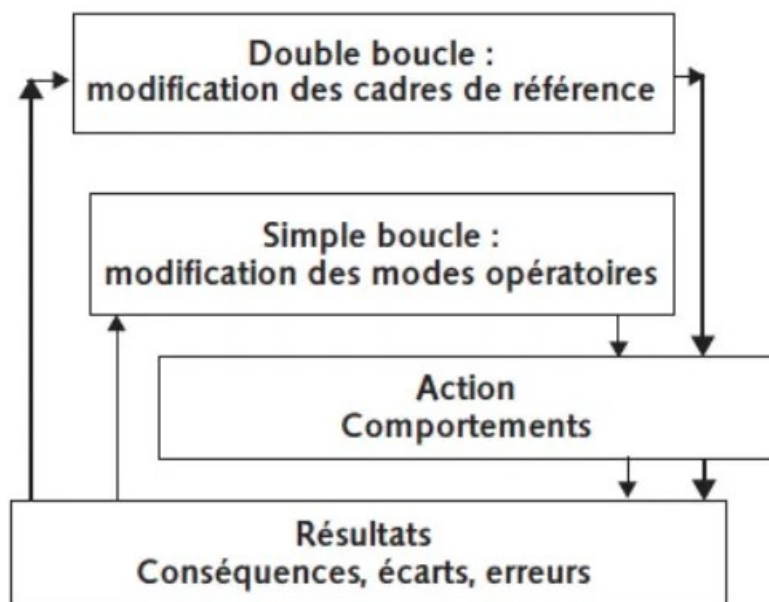 Double boucle :
modification des cadres de référence
Simple boucle :
modification des modes opératoires
Action
Comportements
Résultats
Conséquences, écarts, erreurs